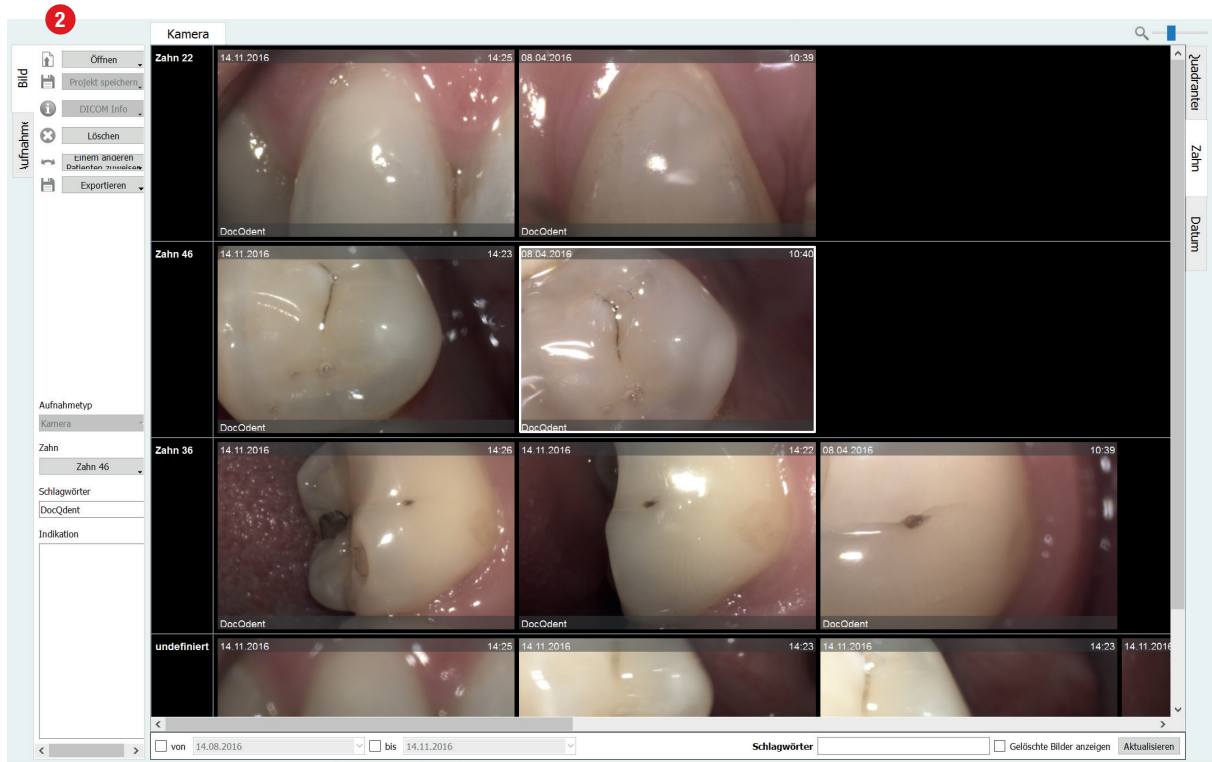 2
Kamera
Bild
Aufnahme
Öffnen
Projekt speichern
DICOM Info
Löschen
Einem anderen
Patienten zuweisen
Exportieren
Aufnahmetyp
Kamera
Zahn
Zahn 46
Schlagwörter
DocQdent
Indikation
Zahn 22
14.11.2016 14:25
DocQdent
08.04.2016 10:39
DocQdent
Zahn 46
14.11.2016 14:23
DocQdent
08.04.2016 10:40
DocQdent
Zahn 36
14.11.2016 14:26
DocQdent
14.11.2016 14:22
DocQdent
08.04.2016 10:39
DocQdent
undefiniert
14.11.2016 14:25
14.11.2016 14:23
14.11.2016 14:23
14.11.2016
Quadranten
Zahn
Datum
von 14.08.2016 bis 14.11.2016 Schlagwörter Gelöschte Bilder anzeigen Aktualisieren